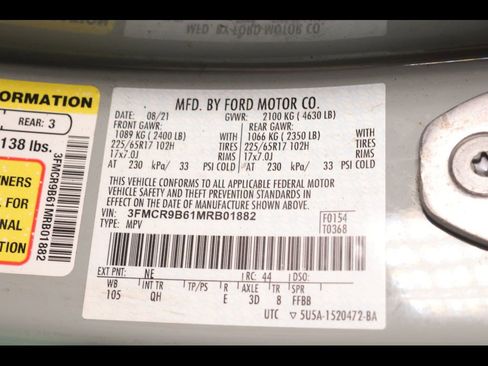 MFD. BY FORD MOTOR CO.
DATE: 08/21 GVWR: 2100 KG ( 4630 LB)
FRONT GAWR: REAR GAWR:
1089 KG ( 2400 LB) 1066 KG ( 2350 LB)
225/65R17 102H TIRES 225/65R17 102H TIRES
17x7.0J RIMS 17x7.0J RIMS
AT 230 kPa/ 33 PSI COLD AT 230 kPa/ 33 PSI COLD
THIS VEHICLE CONFORMS TO ALL APPLICABLE FEDERAL MOTOR
VEHICLE SAFETY AND THEFT PREVENTION STANDARDS IN
EFFECT ON THE DATE OF MANUFACTURE SHOWN ABOVE.
VIN: 3FMCR9B61MRB01882
TYPE: MPV
F0154
T0368
EXT PNT: NE RC: 44 DSO:
WB INT TR TP/PS R AXLE TR SPR
105 QH E 3D 8 FFBB
UTC ▽ 5U5A-1520472-BA
FORMATION
REAR: 3
138 lbs.
3FMCR9B61MRB01882
NERS
FOR
ONAL
N.